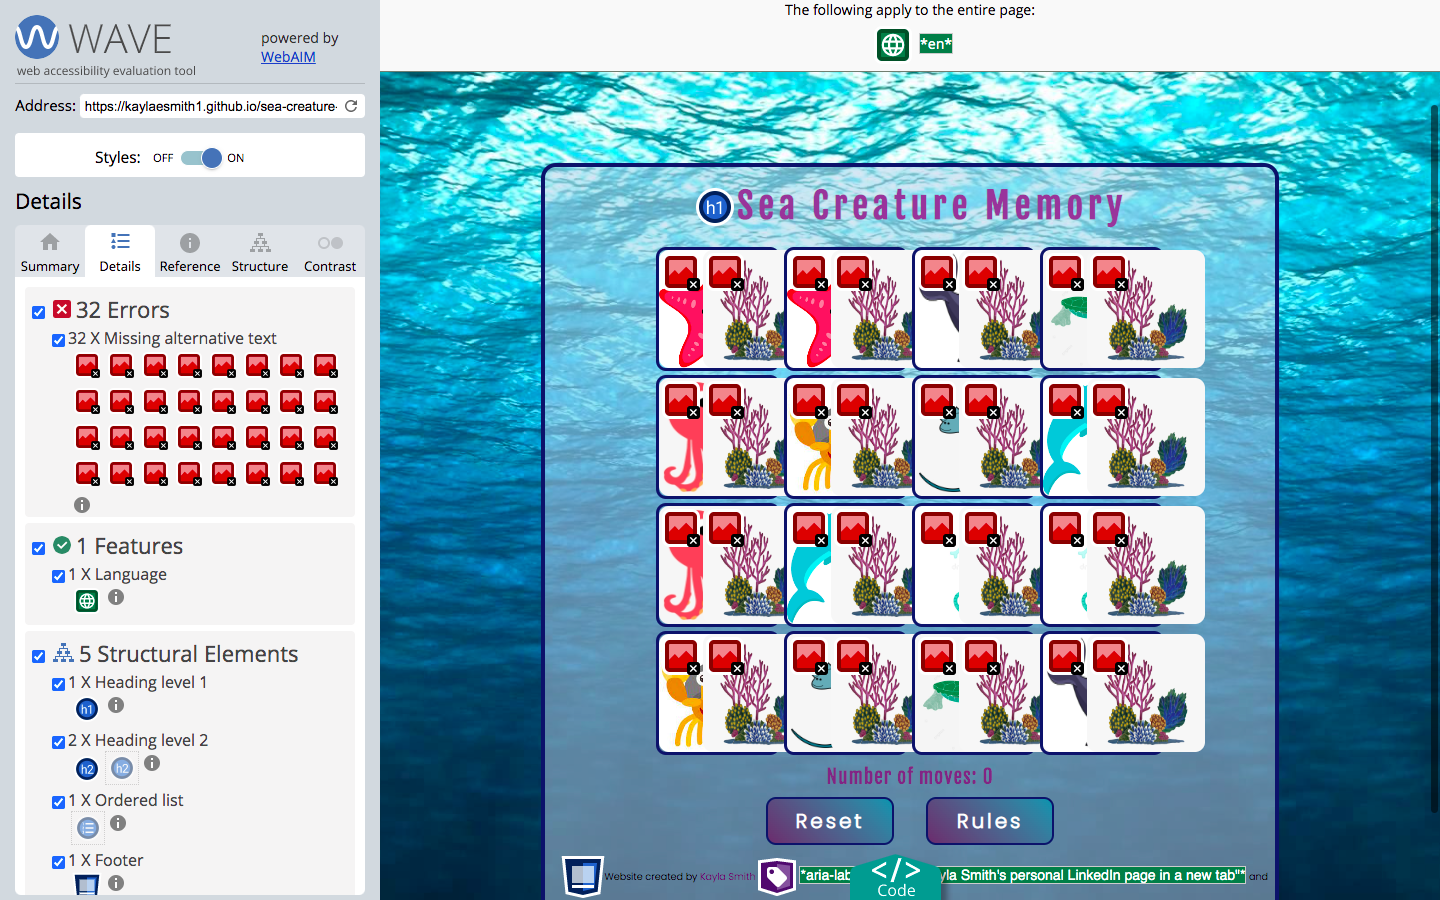 WAVE
powered by
WebAIM
web accessibility evaluation tool
Address: https://kaylaesmith1.github.io/sea-creature-
Styles: OFF ON
Details
Summary Details Reference Structure Contrast
32 Errors
32 X Missing alternative text
1 Features
1 X Language
5 Structural Elements
1 X Heading level 1
h1
2 X Heading level 2
h2 h2
1 X Ordered list
1 X Footer
The following apply to the entire page:
*en*
h1 Sea Creature Memory
Number of moves: 0
Reset Rules
Website created by Kayla Smith *aria-lab yla Smith's personal LinkedIn page in a new tab"* and
</>
Code